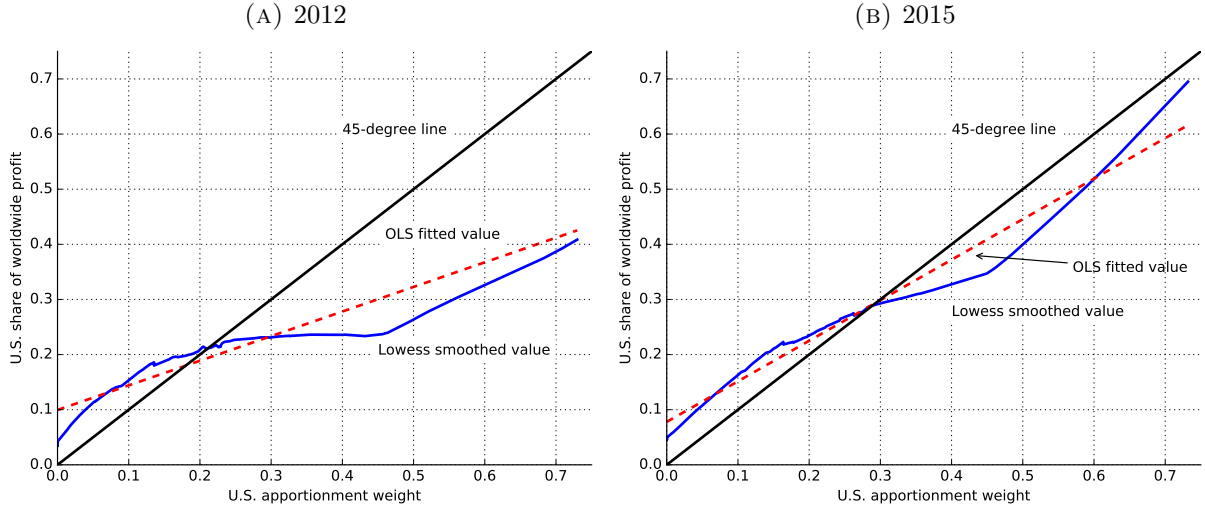 (A) 2012
0.7
0.6
0.5
0.4
0.3
0.2
0.1
0.0
U.S. share of worldwide profit
45-degree line
OLS fitted value
Lowess smoothed value
0.0 0.1 0.2 0.3 0.4 0.5 0.6 0.7
U.S. apportionment weight
(B) 2015
0.7
0.6
0.5
0.4
0.3
0.2
0.1
0.0
U.S. share of worldwide profit
45-degree line
OLS fitted value
Lowess smoothed value
0.0 0.1 0.2 0.3 0.4 0.5 0.6 0.7
U.S. apportionment weight